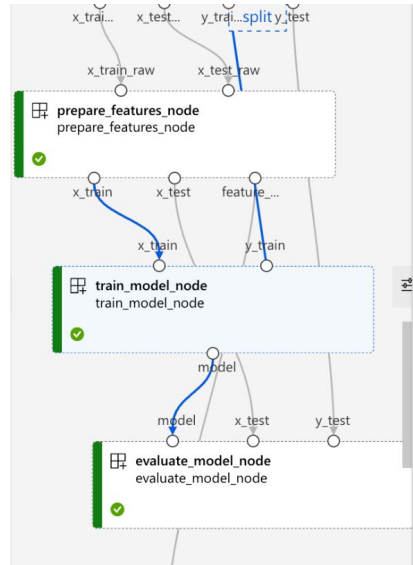 x_trai... x_test... y_trai... split y_test
x_train_raw x_test_raw
prepare_features_node
prepare_features_node
x_train x_test feature_...
x_train y_train
train_model_node
train_model_node
model
model x_test y_test
evaluate_model_node
evaluate_model_node